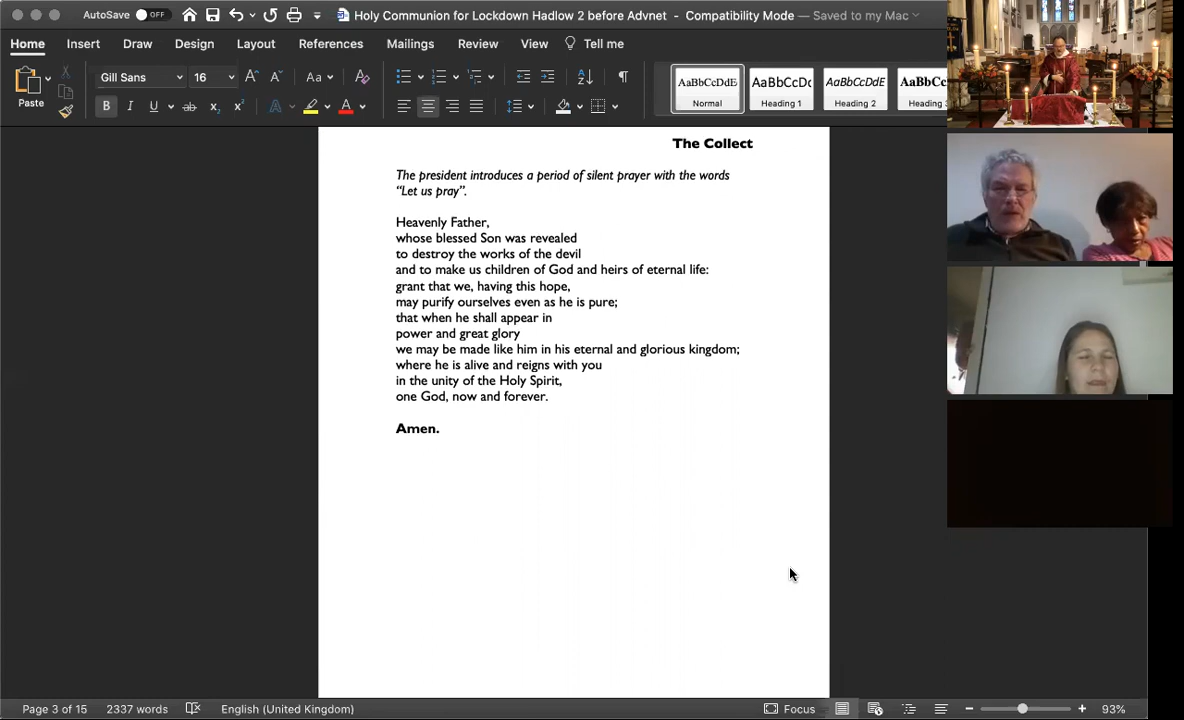 AutoSave OFF Holy Communion for Lockdown Hadlow 2 before Advnet - Compatibility Mode — Saved to my Mac
Home Insert Draw Design Layout References Mailings Review View Tell me
Paste Gill Sans 16 Aa AaBbCcDdE AaBbCcDc AaBbCcDdE AaBbCc
B I U ab x, x² A A Normal Heading 1 Heading 2 Heading
The Collect
The president introduces a period of silent prayer with the words
“Let us pray”.
Heavenly Father,
whose blessed Son was revealed
to destroy the works of the devil
and to make us children of God and heirs of eternal life:
grant that we, having this hope,
may purify ourselves even as he is pure;
that when he shall appear in
power and great glory
we may be made like him in his eternal and glorious kingdom;
where he is alive and reigns with you
in the unity of the Holy Spirit,
one God, now and forever.
Amen.
Page 3 of 15 2337 words English (United Kingdom) Focus 93%